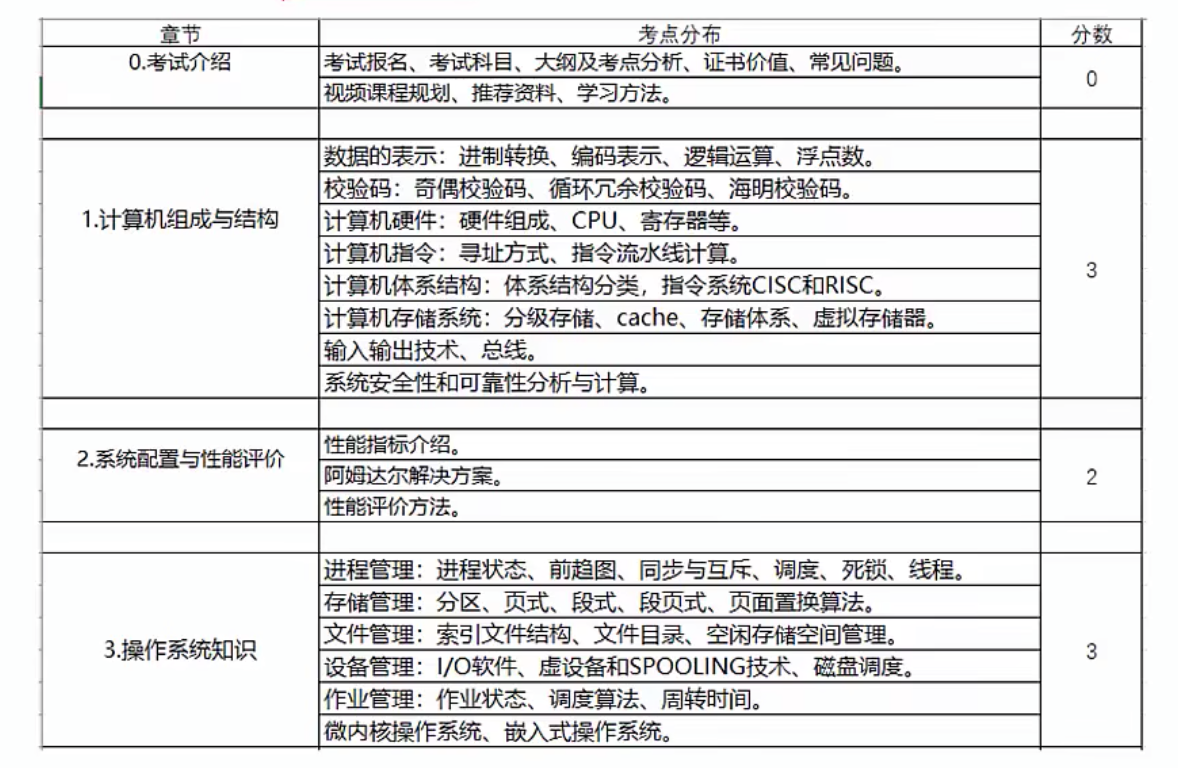 章节 考点分布 分数
0.考试介绍 考试报名、考试科目、大纲及考点分析、证书价值、常见问题。
0
视频课程规划、推荐资料、学习方法。
数据的表示：进制转换、编码表示、逻辑运算、浮点数。
校验码：奇偶校验码、循环冗余校验码、海明校验码。
1.计算机组成与结构 计算机硬件：硬件组成、CPU、寄存器等。
计算机指令：寻址方式、指令流水线计算。
3
计算机体系结构：体系结构分类，指令系统CISC和RISC。
计算机存储系统：分级存储、cache、存储体系、虚拟存储器。
输入输出技术、总线。
系统安全性和可靠性分析与计算。
性能指标介绍。
2.系统配置与性能评价
阿姆达尔解决方案。 2
性能评价方法。
进程管理：进程状态、前趋图、同步与互斥、调度、死锁、线程。
存储管理：分区、页式、段式、段页式、页面置换算法。
文件管理：索引文件结构、文件目录、空闲存储空间管理。
3.操作系统知识 3
设备管理：I/O软件、虚设备和SPOOLING技术、磁盘调度。
作业管理：作业状态、调度算法、周转时间。
微内核操作系统、嵌入式操作系统。